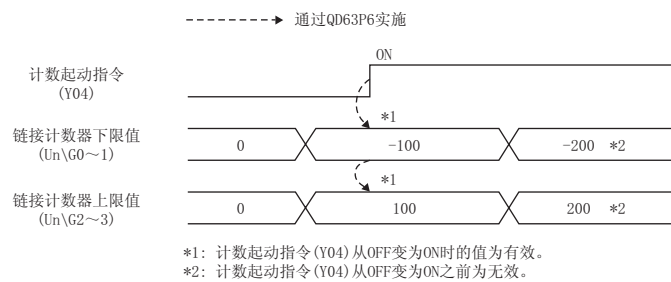 通过QD63P6实施
ON
计数起动指令
(Y04)
*1
链接计数器下限值
(Un\G0～1)
0
-100
-200 *2
*1
链接计数器上限值
(Un\G2～3)
0
100
200 *2
*1: 计数起动指令(Y04)从OFF变为ON时的值为有效。
*2: 计数起动指令(Y04)从OFF变为ON之前为无效。